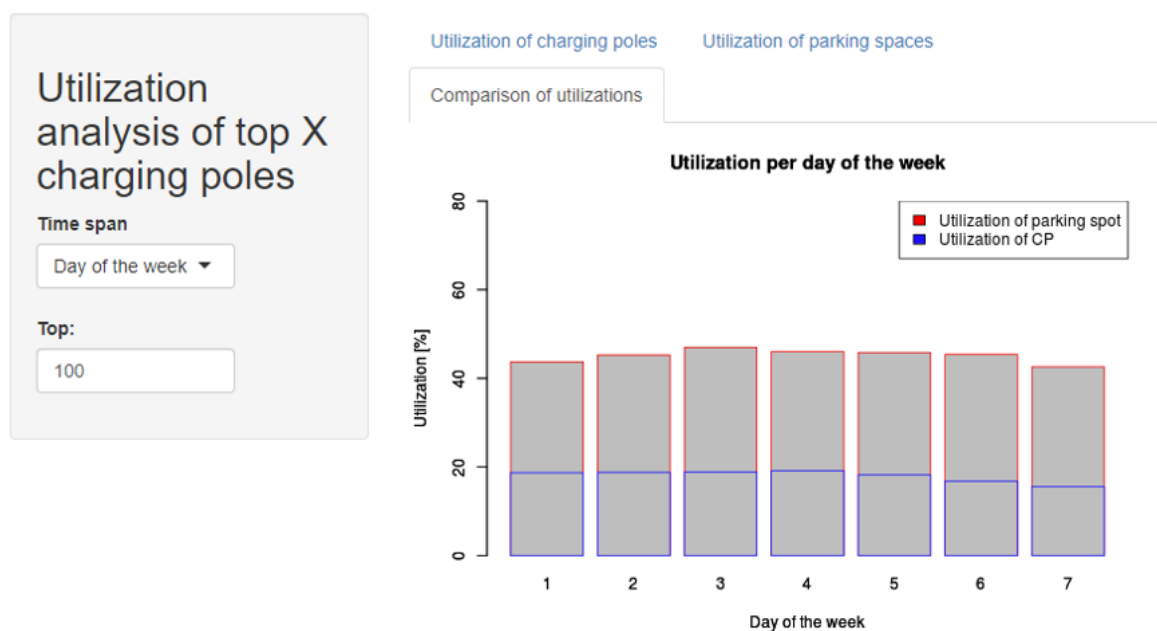 Utilization
analysis of top X
charging poles
Time span
Day of the week
Top:
100
Utilization of charging poles
Utilization of parking spaces
Comparison of utilizations
Utilization per day of the week
Utilization of parking spot
Utilization of CP
Utilization [%]
80
60
40
20
0
1 2 3 4 5 6 7
Day of the week